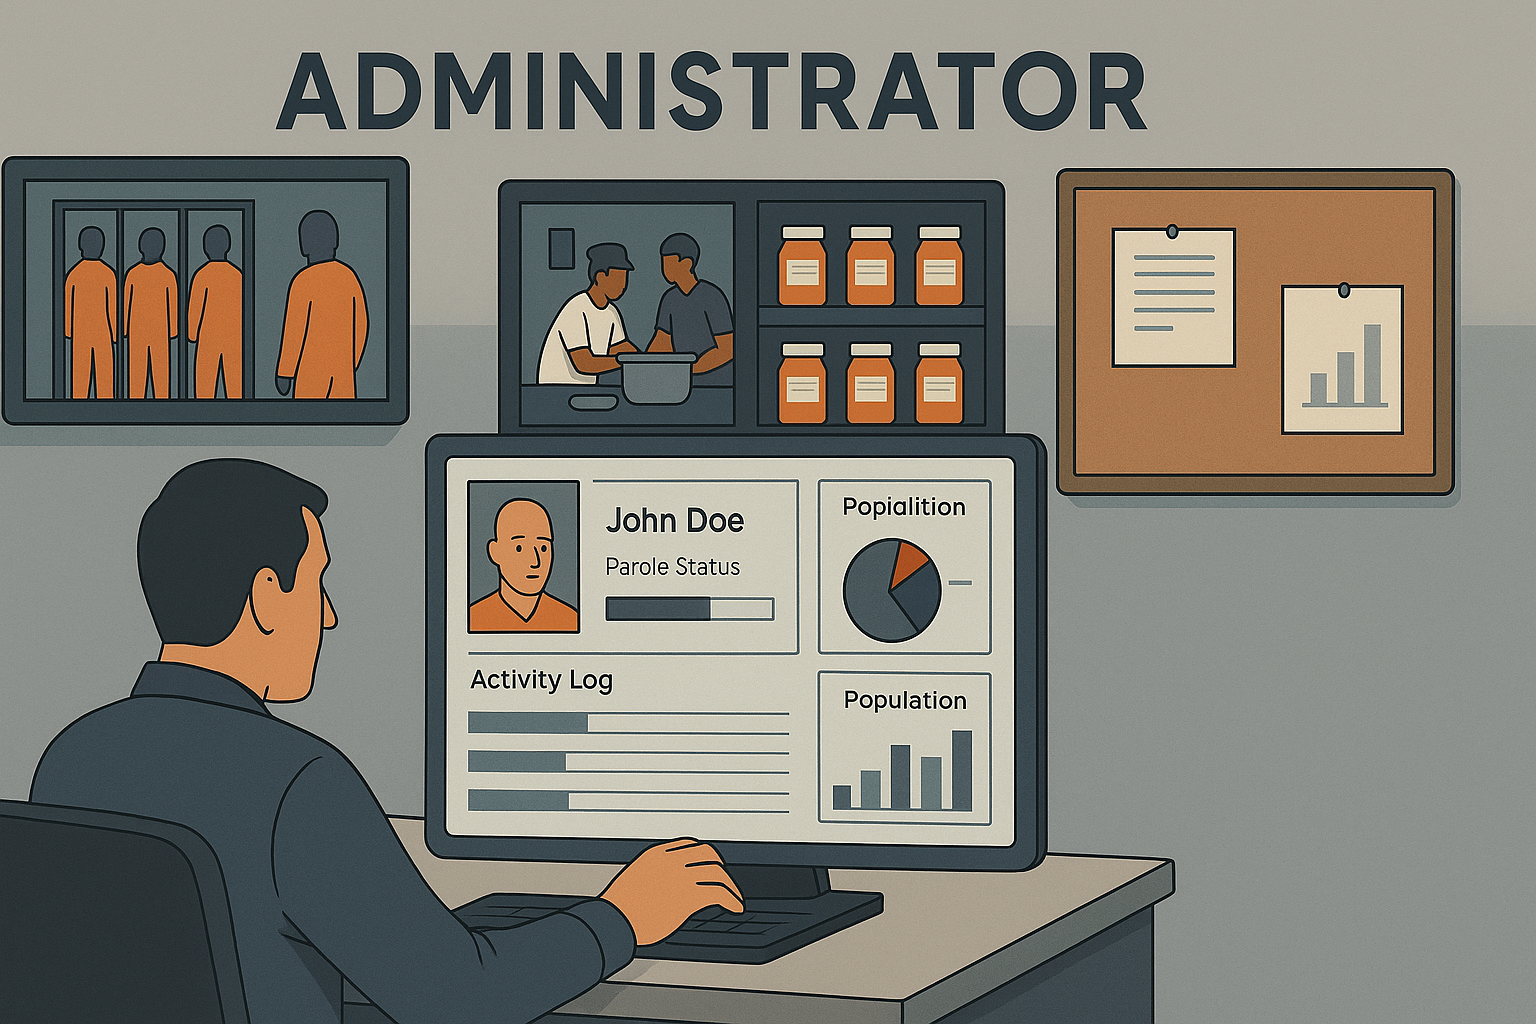 ADMINISTRATOR
John Doe
Parole Status
Popialition
Activity Log
Population